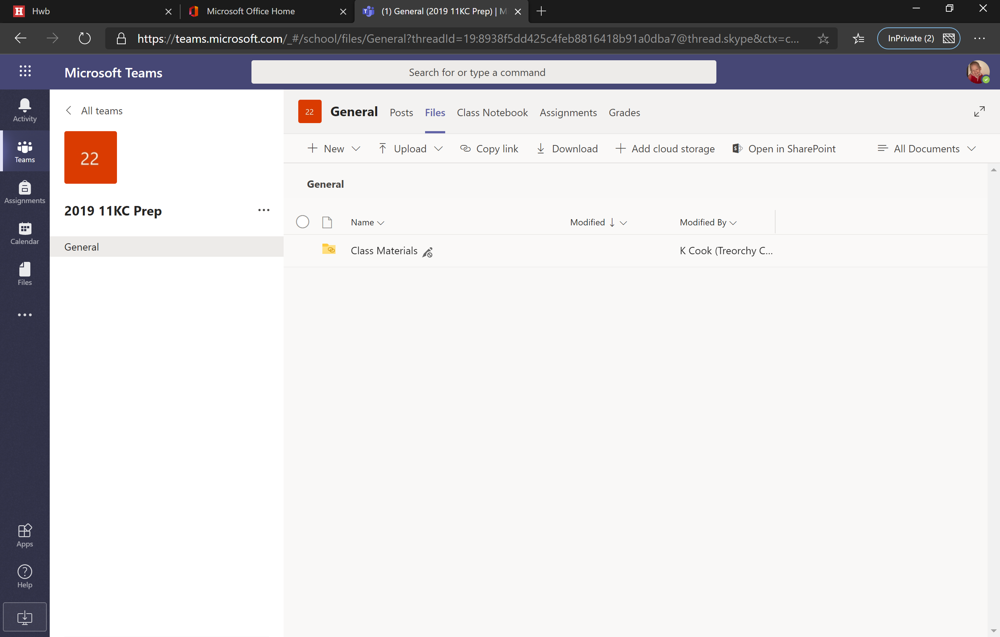 Hwb
Microsoft Office Home
(1) General (2019 11KC Prep) | M
https://teams.microsoft.com/_#/school/files/General?threadId=19:8938f5dd425c4feb8816418b91a0dba7@thread.skype&ctx=c...
InPrivate (2)
Microsoft Teams
Search for or type a command
Activity
Teams
Assignments
Calendar
Files
Apps
Help
All teams
22
2019 11KC Prep
General
22
General
Posts
Files
Class Notebook
Assignments
Grades
New
Upload
Copy link
Download
Add cloud storage
Open in SharePoint
All Documents
General
Name
Modified
Modified By
Class Materials
K Cook (Treorchy C...